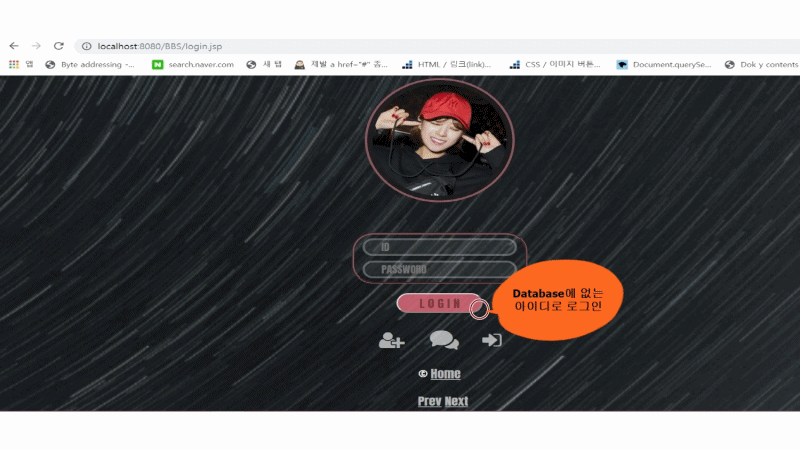 localhost:8080/BBS/login.jsp
앱 Byte addressing -... search.naver.com 새 탭 제발 a href="#" 좀... HTML / 링크(link)... CSS / 이미지 버튼... Document.querySe... Dok y contents
ID
PASSWORD
LOGIN
Database에 없는
아이디로 로그인
© Home
Prev Next